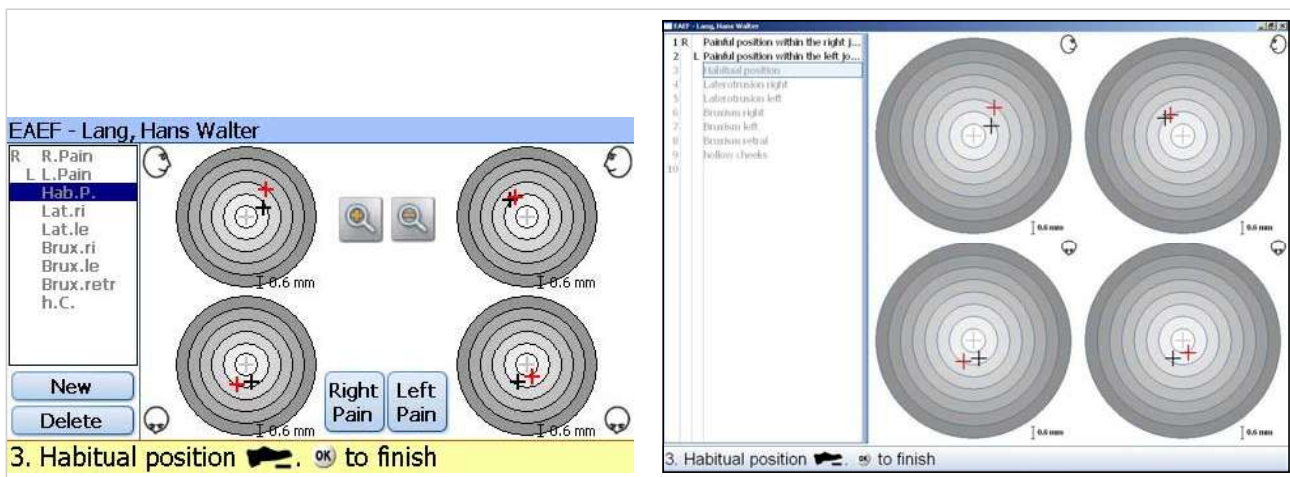 EAEF - Lang, Hans Walter
R R.Pain
L L.Pain
Hab.P.
Lat.ri
Lat.le
Brux.ri
Brux.le
Brux.retr
h.C.
New
Delete
0.6 mm
0.6 mm
0.6 mm
0.6 mm
Right Pain
Left Pain
3. Habitual position . OK to finish
EAEF - Lang, Hans Walter
1 R Painful position within the right j...
2 L Painful position within the left jo...
3 Habitual position
4 Laterotrusion right
5 Laterotrusion left
6 Bruxism right
7 Bruxism left
8 Bruxism retral
9 hollow cheeks
10
0.6 mm
0.6 mm
0.6 mm
0.6 mm
3. Habitual position . OK to finish